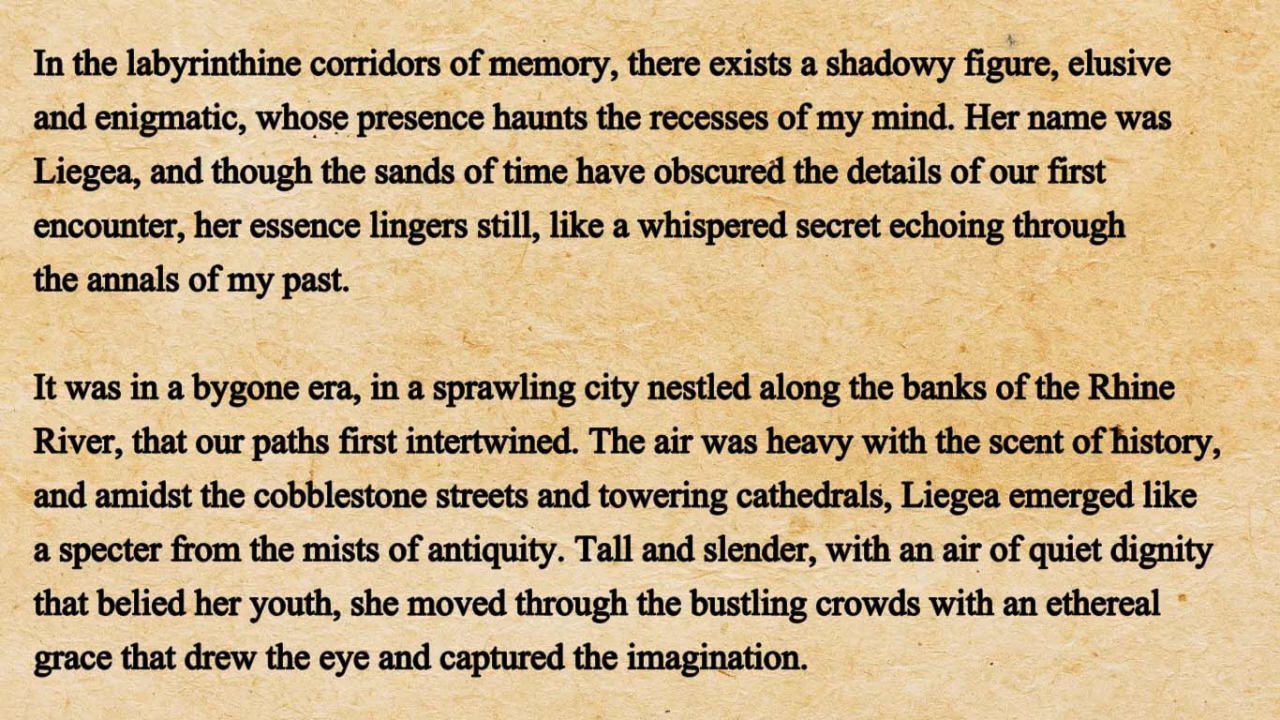 In the labyrinthine corridors of memory, there exists a shadowy figure, elusive
and enigmatic, whose presence haunts the recesses of my mind. Her name was
Liegea, and though the sands of time have obscured the details of our first
encounter, her essence lingers still, like a whispered secret echoing through
the annals of my past.
It was in a bygone era, in a sprawling city nestled along the banks of the Rhine
River, that our paths first intertwined. The air was heavy with the scent of history,
and amidst the cobblestone streets and towering cathedrals, Liegea emerged like
a specter from the mists of antiquity. Tall and slender, with an air of quiet dignity
that belied her youth, she moved through the bustling crowds with an ethereal
grace that drew the eye and captured the imagination.